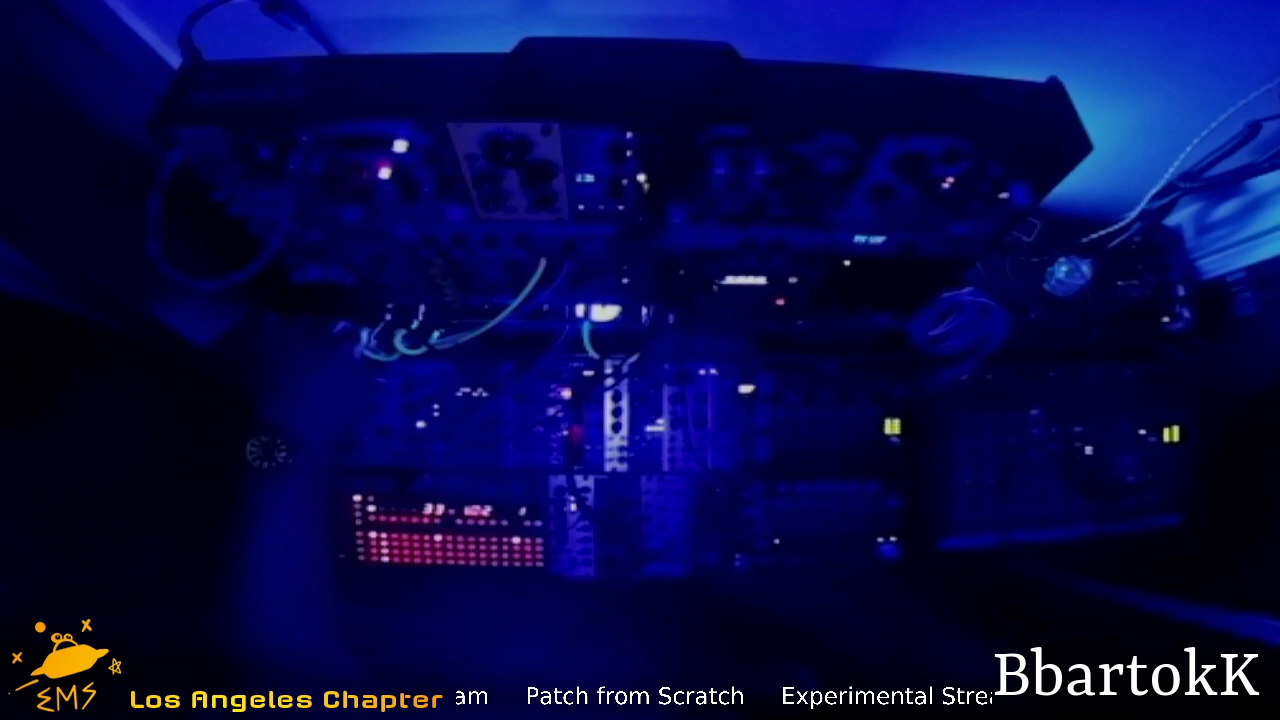 BbartokK
EMS
Los Angeles Chapter
am Patch from Scratch Experimental Strea